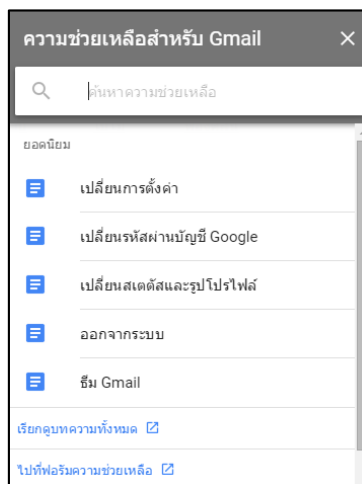 ความช่วยเหลือสำหรับ Gmail
ค้นหาความช่วยเหลือ
ยอดนิยม
เปลี่ยนการตั้งค่า
เปลี่ยนรหัสผ่านบัญชี Google
เปลี่ยนสเตตัสและรูปโปรไฟล์
ออกจากระบบ
ธีม Gmail
เรียกดูบทความทั้งหมด
ไปที่ฟอรัมความช่วยเหลือ